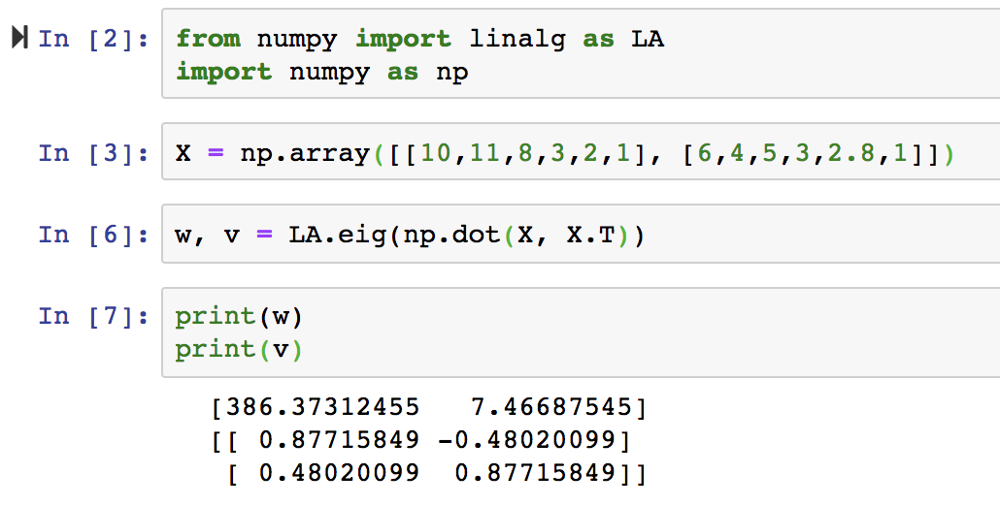 In [2]: from numpy import linalg as LA
import numpy as np
In [3]: X = np.array([[10,11,8,3,2,1], [6,4,5,3,2.8,1]])
In [6]: w, v = LA.eig(np.dot(X, X.T))
In [7]: print(w)
print(v)
[386.37312455   7.46687545]
[[ 0.87715849 -0.48020099]
[ 0.48020099  0.87715849]]